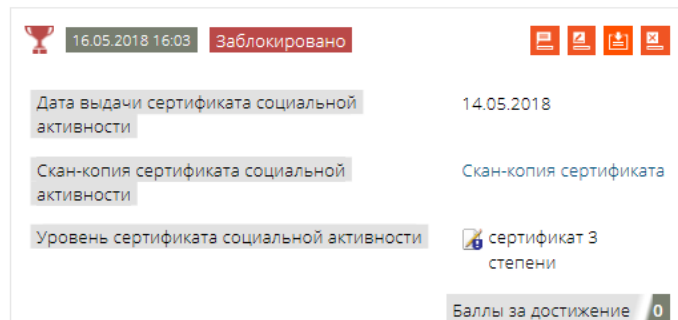 16.05.2018 16:03 Заблокировано
Дата выдачи сертификата социальной 14.05.2018
активности
Скан-копия сертификата социальной Скан-копия сертификата
активности
Уровень сертификата социальной активности сертификат 3
степени
Баллы за достижение 0